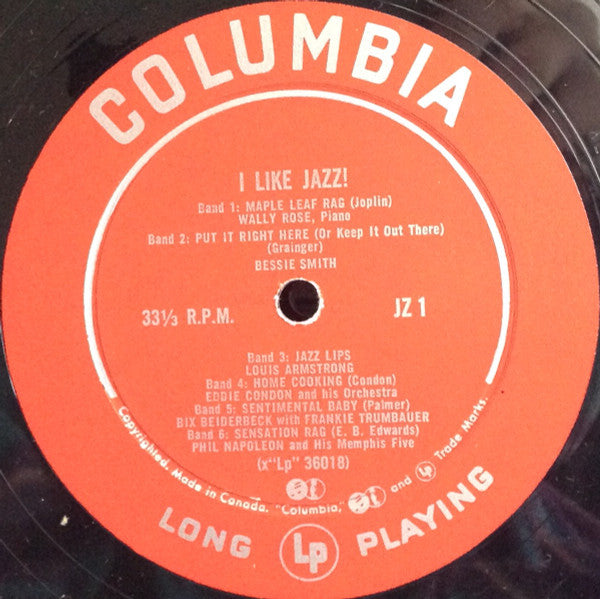 COLUMBIA
I LIKE JAZZ!
Band 1: MAPLE LEAF RAG (Joplin)
WALLY ROSE, Piano
Band 2: PUT IT RIGHT HERE (Or Keep It Out There)
(Grainger)
BESSIE SMITH
33⅓ R.P.M.
JZ 1
Band 3: JAZZ LIPS
LOUIS ARMSTRONG
Band 4: HOME COOKING (Condon)
EDDIE CONDON and his Orchestra
Band 5: SENTIMENTAL BABY (Palmer)
BIX BEIDERBECK with FRANKIE TRUMBAUER
Band 6: SENSATION RAG (E. B. Edwards)
PHIL NAPOLEON and His Memphis Five
(x"Lp" 36018)
Copyrighted. Made in Canada. "Columbia, and Lp Trade Marks.
LONG Lp PLAYING